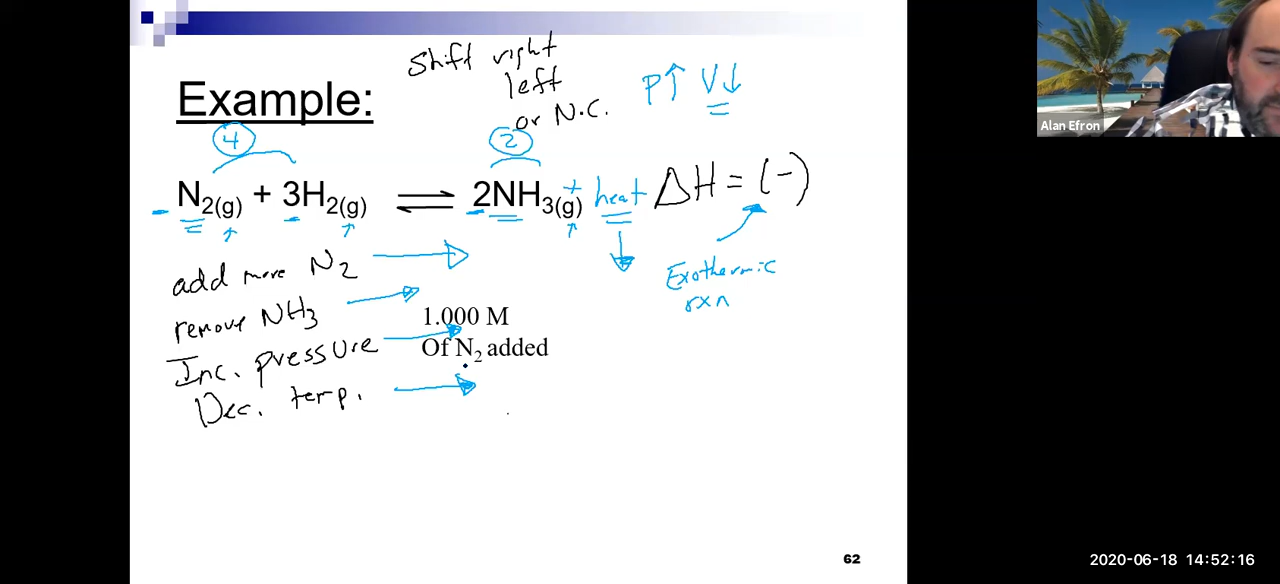 Shift right
left
or N.C.
P↑ V↓
Example:
4
2
N2(g) + 3H2(g) ⇌ 2NH3(g) + heat ΔH = (-)
Exothermic
rxn
add more N2 →
remove NH3 →
Inc. pressure →
Dec. temp. →
1.000 M
Of N2 added
Alan Efron
62
2020-06-18 14:52:16